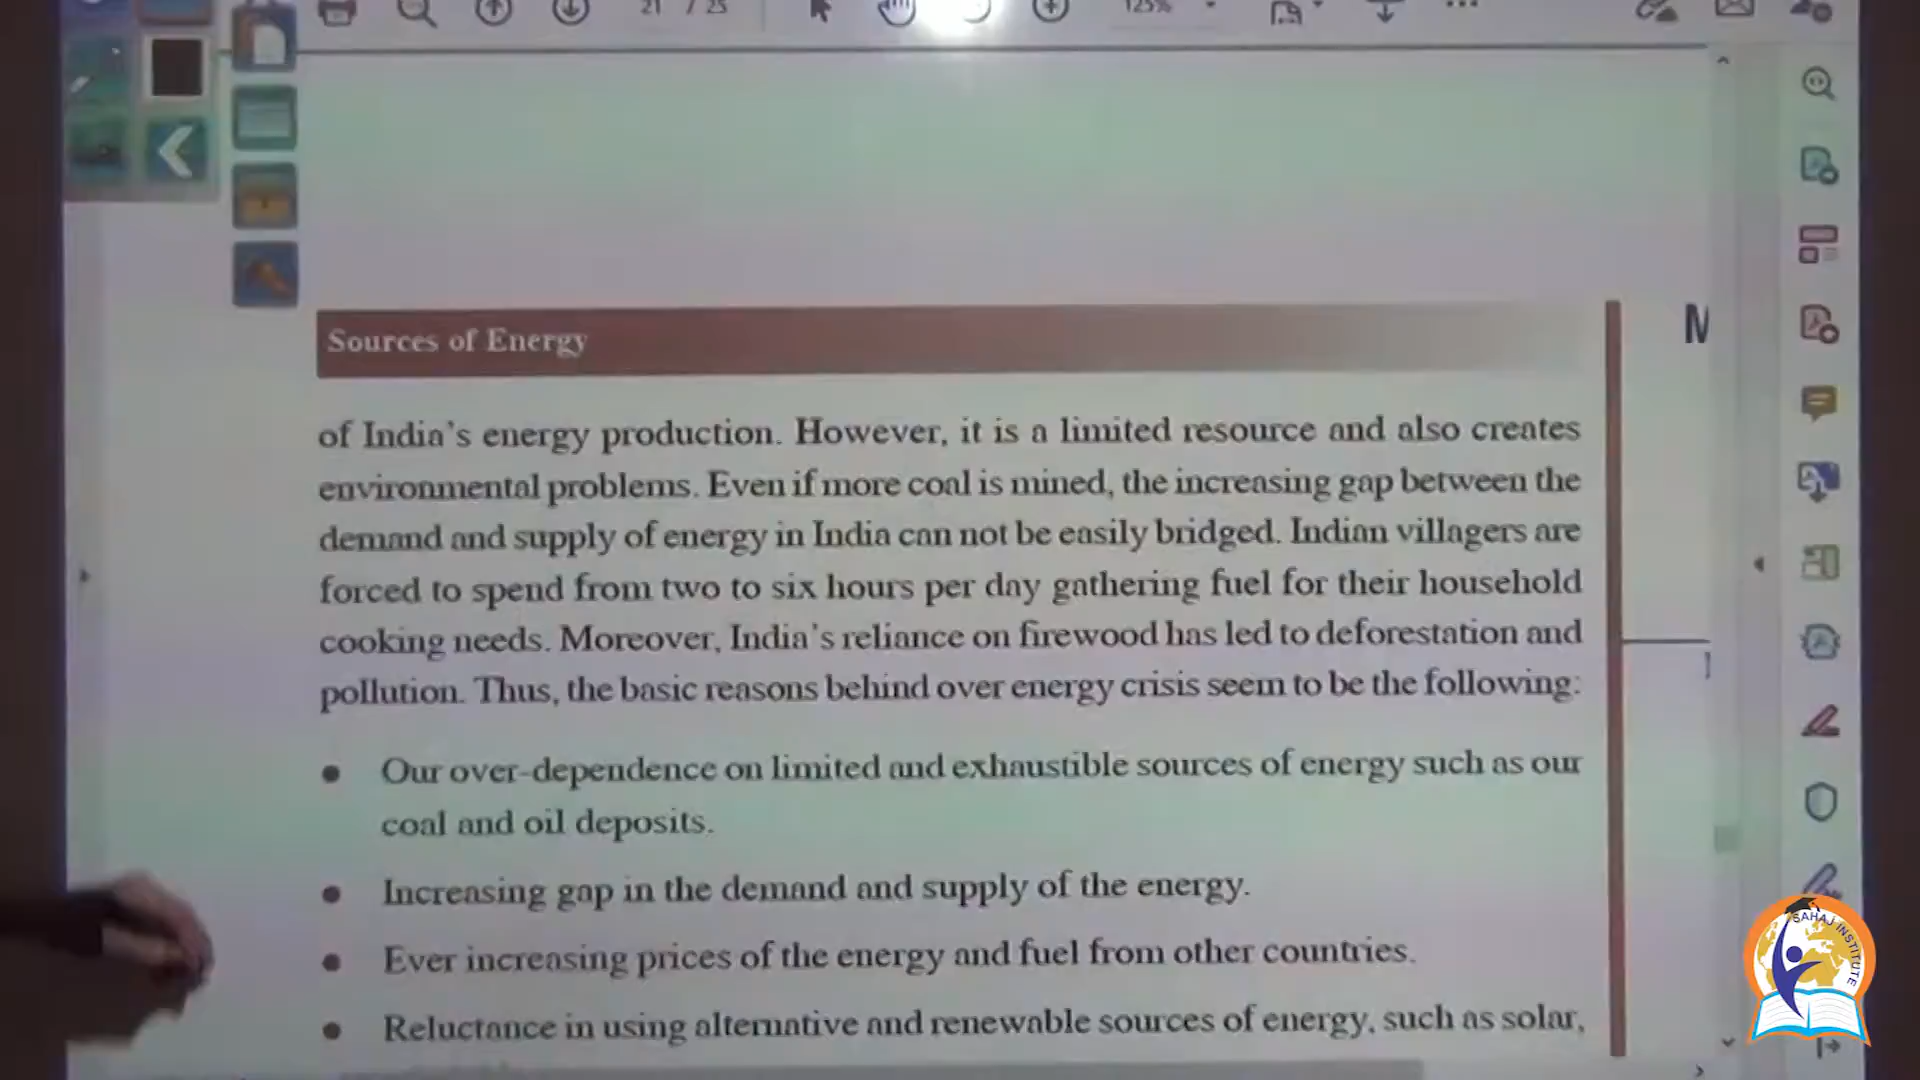 21 / 25
125%
Sources of Energy
M
of India's energy production. However, it is a limited resource and also creates
environmental problems. Even if more coal is mined, the increasing gap between the
demand and supply of energy in India can not be easily bridged. Indian villagers are
forced to spend from two to six hours per day gathering fuel for their household
cooking needs. Moreover, India's reliance on firewood has led to deforestation and
pollution. Thus, the basic reasons behind over energy crisis seem to be the following:
● Our over-dependence on limited and exhaustible sources of energy such as our
coal and oil deposits.
● Increasing gap in the demand and supply of the energy.
● Ever increasing prices of the energy and fuel from other countries.
● Reluctance in using alternative and renewable sources of energy, such as solar,
SAHAJ INSTITUTE